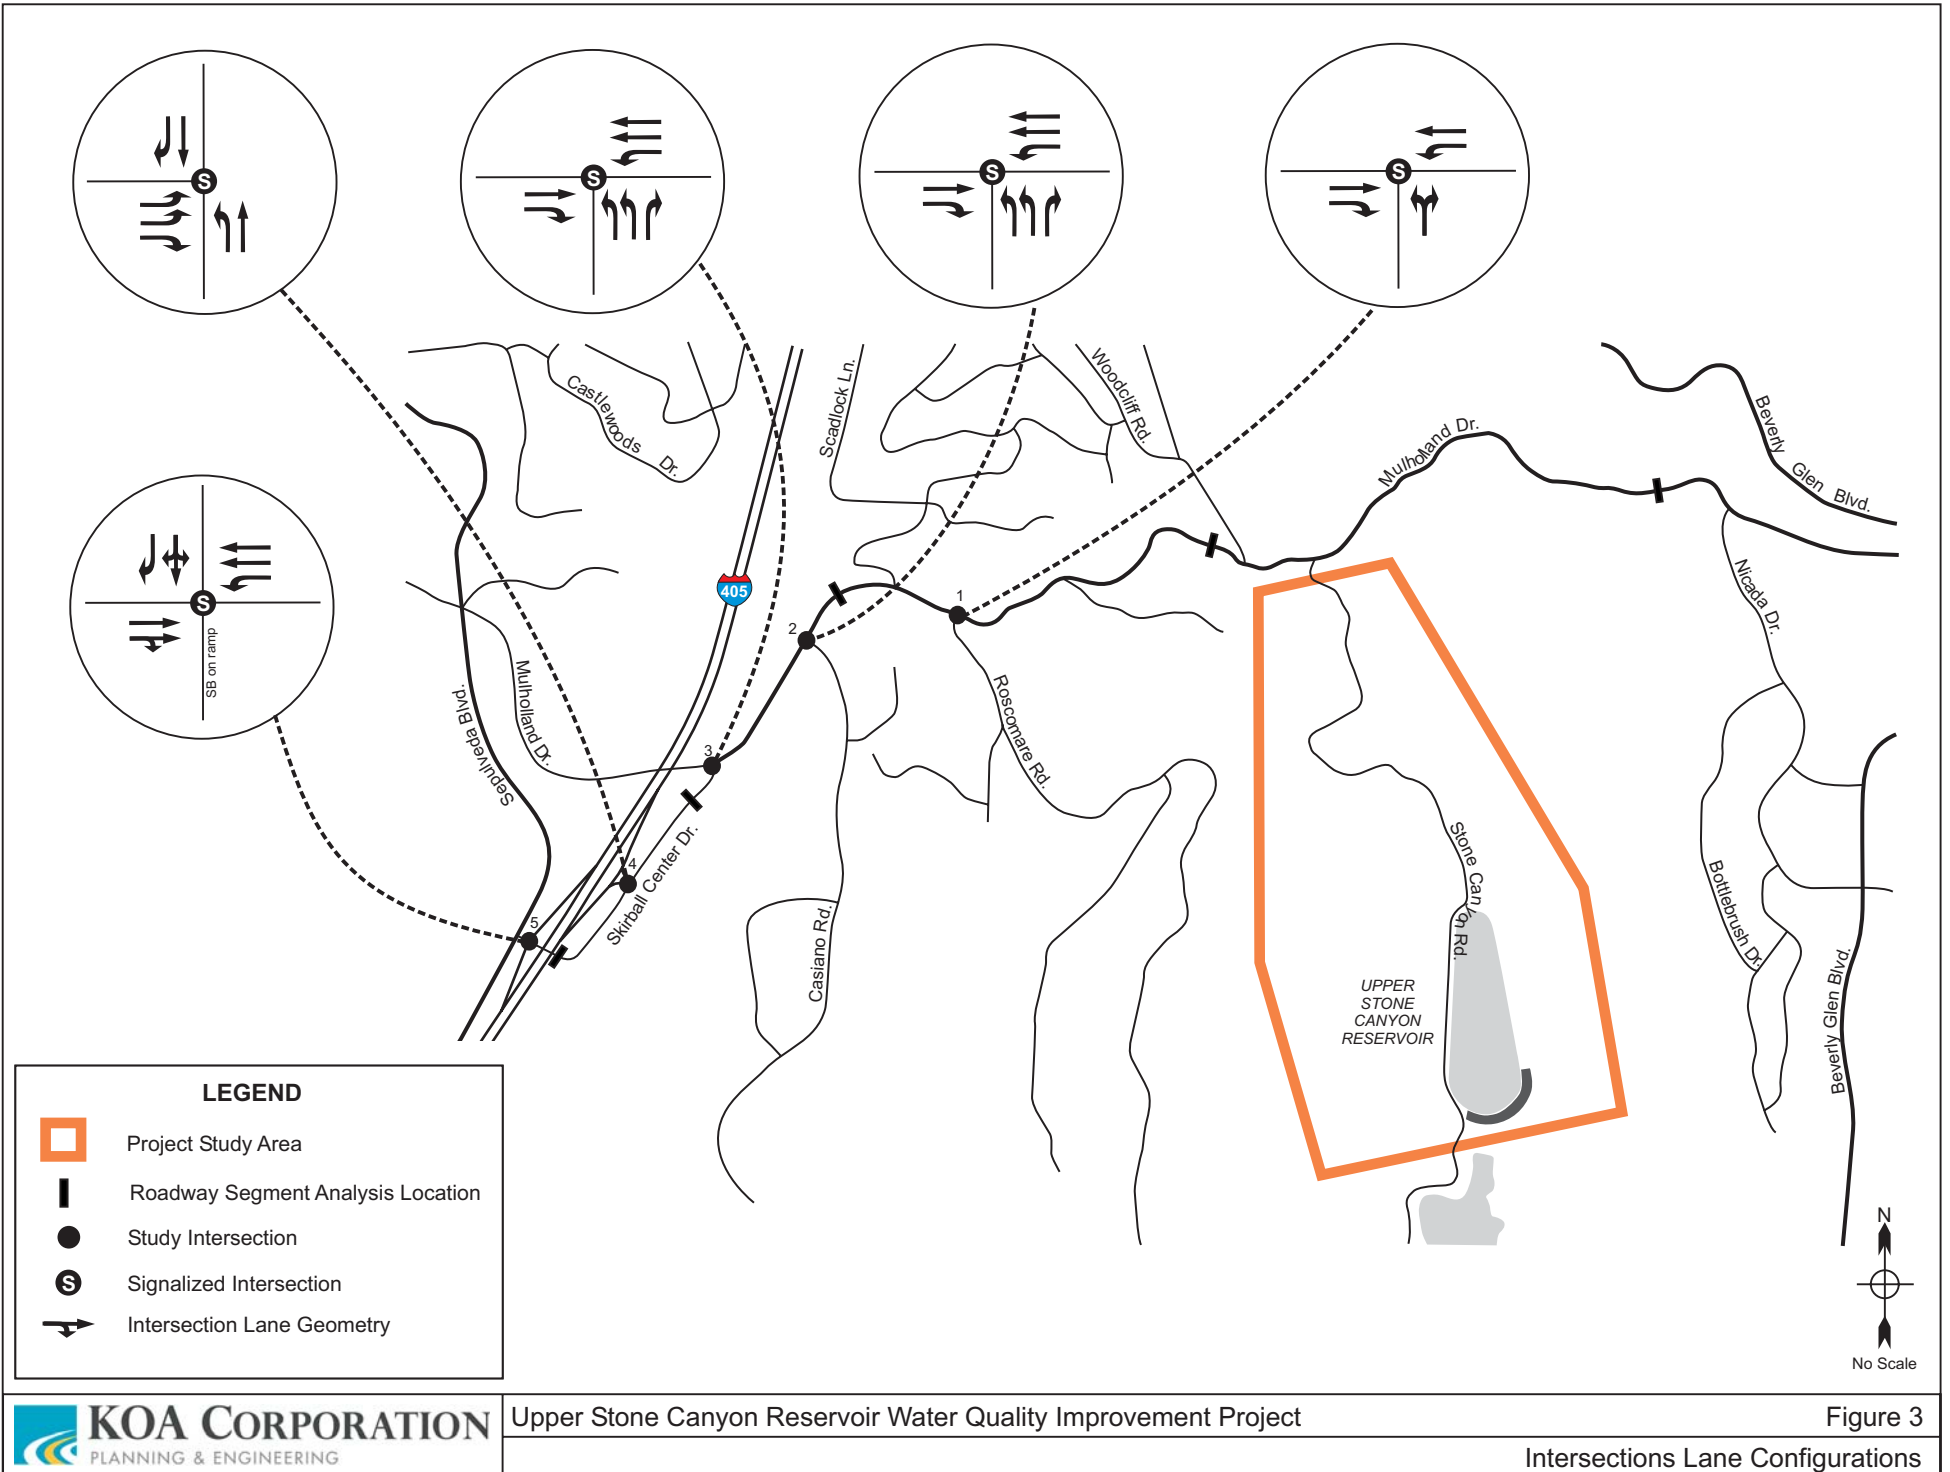 S
S
S
S
S
SB on ramp
Castlewoods Dr.
Scadlock Ln.
Woodcliff Rd.
Mulholland Dr.
Beverly Glen Blvd.
405
1
2
3
4
5
Mulholland Dr.
Sepulveda Blvd.
Skirball Center Dr.
Roscomare Rd.
Casiano Rd.
Stone Canyon Rd.
Nicada Dr.
Bottlebrush Dr.
Beverly Glen Blvd.
UPPER
STONE
CANYON
RESERVOIR
LEGEND
Project Study Area
Roadway Segment Analysis Location
Study Intersection
S Signalized Intersection
Intersection Lane Geometry
N
No Scale
KOA CORPORATION
PLANNING & ENGINEERING
Upper Stone Canyon Reservoir Water Quality Improvement Project
Figure 3
Intersections Lane Configurations